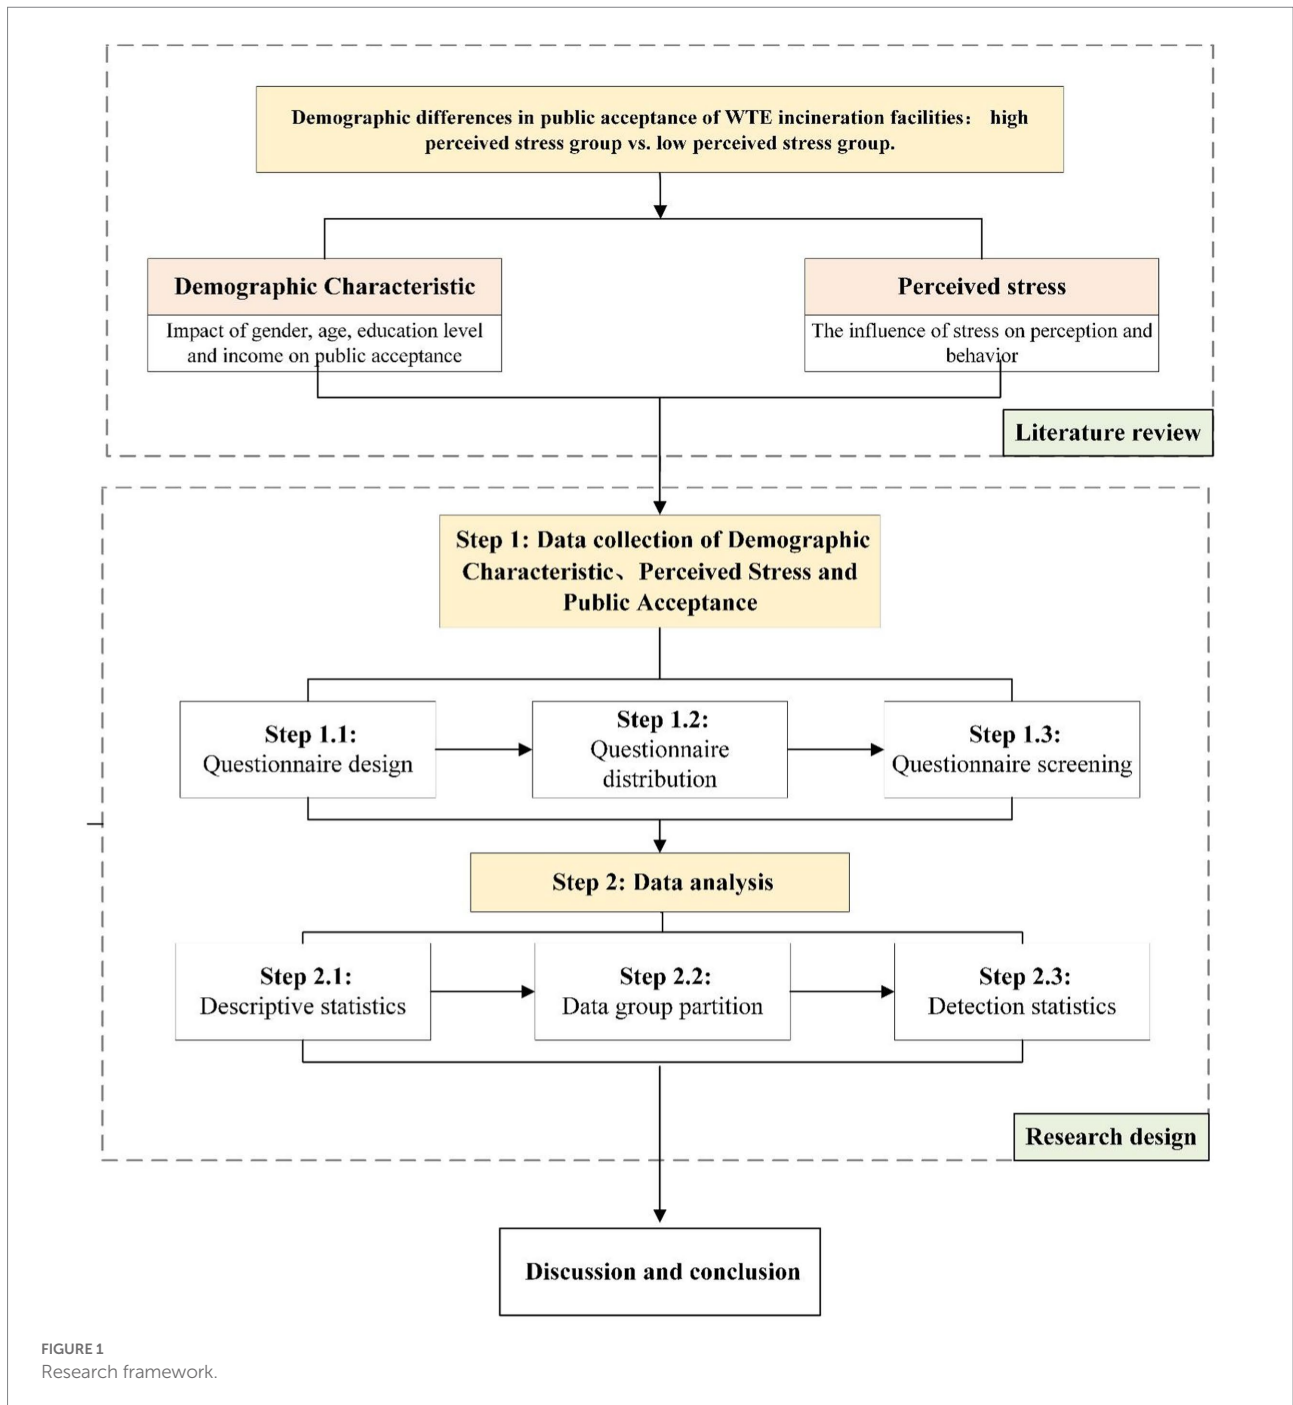 Demographic differences in public acceptance of WTE incineration facilities： high
perceived stress group vs. low perceived stress group.
Demographic Characteristic
Impact of gender, age, education level
and income on public acceptance
Perceived stress
The influence of stress on perception and
behavior
Literature review
Step 1: Data collection of Demographic
Characteristic、Perceived Stress and
Public Acceptance
Step 1.1:
Questionnaire design
Step 1.2:
Questionnaire
distribution
Step 1.3:
Questionnaire screening
Step 2: Data analysis
Step 2.1:
Descriptive statistics
Step 2.2:
Data group partition
Step 2.3:
Detection statistics
Research design
Discussion and conclusion
FIGURE 1
Research framework.